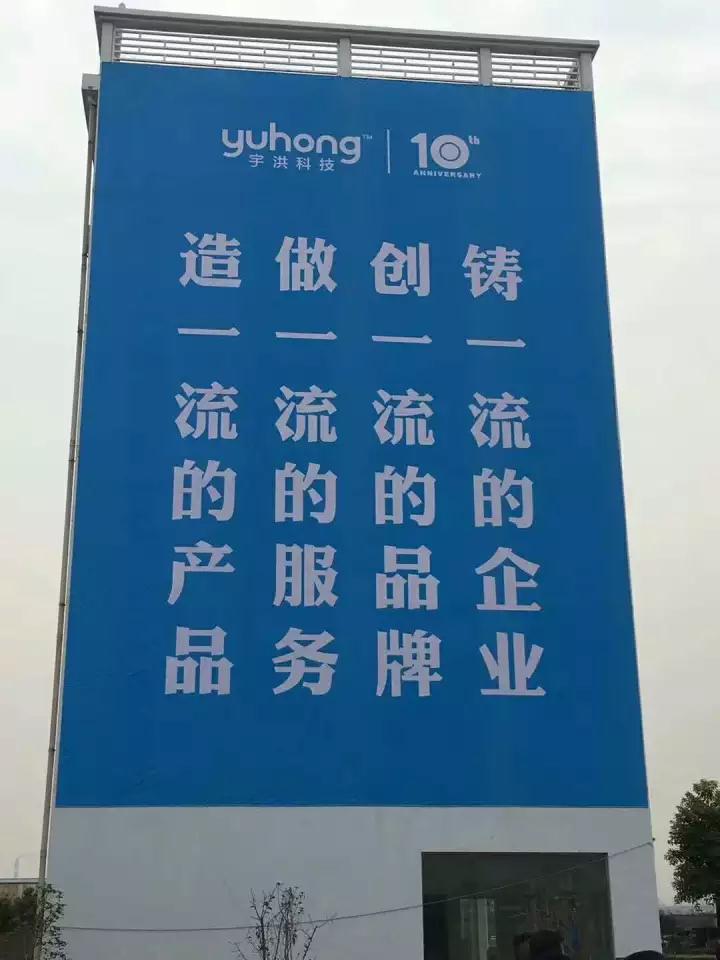 yuhong™
宇洪科技
10th
ANNIVERSARY
造一流的产品
做一流的服务
创一流的品牌
铸一流的企业